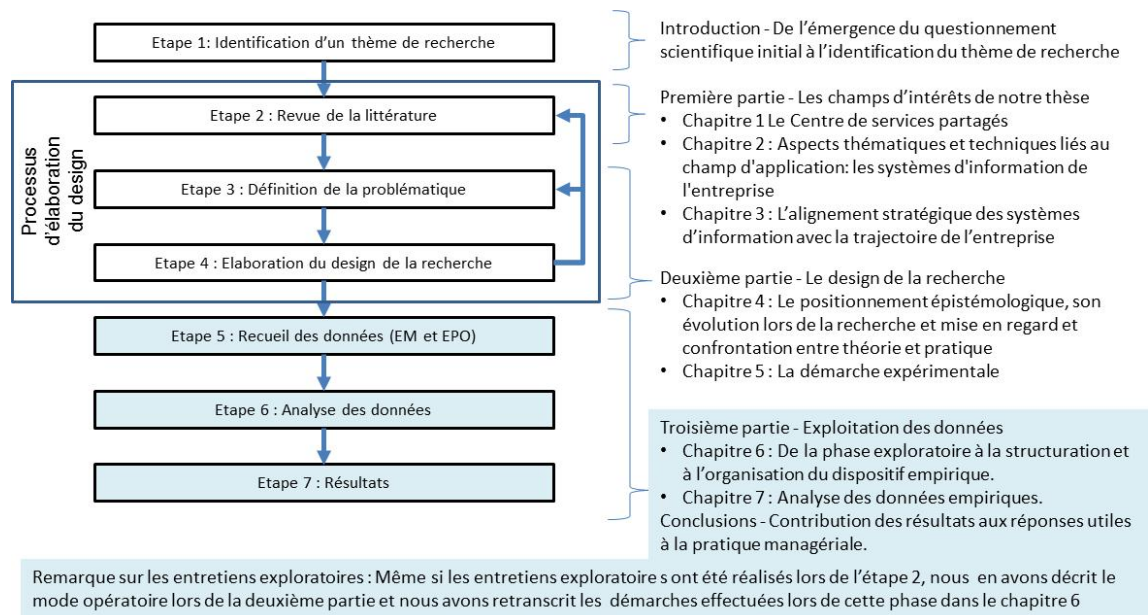 Etape 1: Identification d'un thème de recherche
Processus
d'élaboration
du design
Etape 2 : Revue de la littérature
Etape 3 : Définition de la problématique
Etape 4 : Elaboration du design de la recherche
Etape 5 : Recueil des données (EM et EPO)
Etape 6 : Analyse des données
Etape 7 : Résultats
Introduction - De l'émergence du questionnement
scientifique initial à l'identification du thème de recherche
Première partie - Les champs d'intérêts de notre thèse
• Chapitre 1 Le Centre de services partagés
• Chapitre 2 : Aspects thématiques et techniques liés au
champ d'application: les systèmes d'information de
l'entreprise
• Chapitre 3 : L'alignement stratégique des systèmes
d'information avec la trajectoire de l'entreprise
Deuxième partie - Le design de la recherche
• Chapitre 4 : Le positionnement épistémologique, son
évolution lors de la recherche et mise en regard et
confrontation entre théorie et pratique
• Chapitre 5 : La démarche expérimentale
Troisième partie - Exploitation des données
• Chapitre 6 : De la phase exploratoire à la structuration et
à l'organisation du dispositif empirique.
• Chapitre 7 : Analyse des données empiriques.
Conclusions - Contribution des résultats aux réponses utiles
à la pratique managériale.
Remarque sur les entretiens exploratoires : Même si les entretiens exploratoire s ont été réalisés lors de l'étape 2, nous en avons décrit le
mode opératoire lors de la deuxième partie et nous avons retranscrit les démarches effectuées lors de cette phase dans le chapitre 6